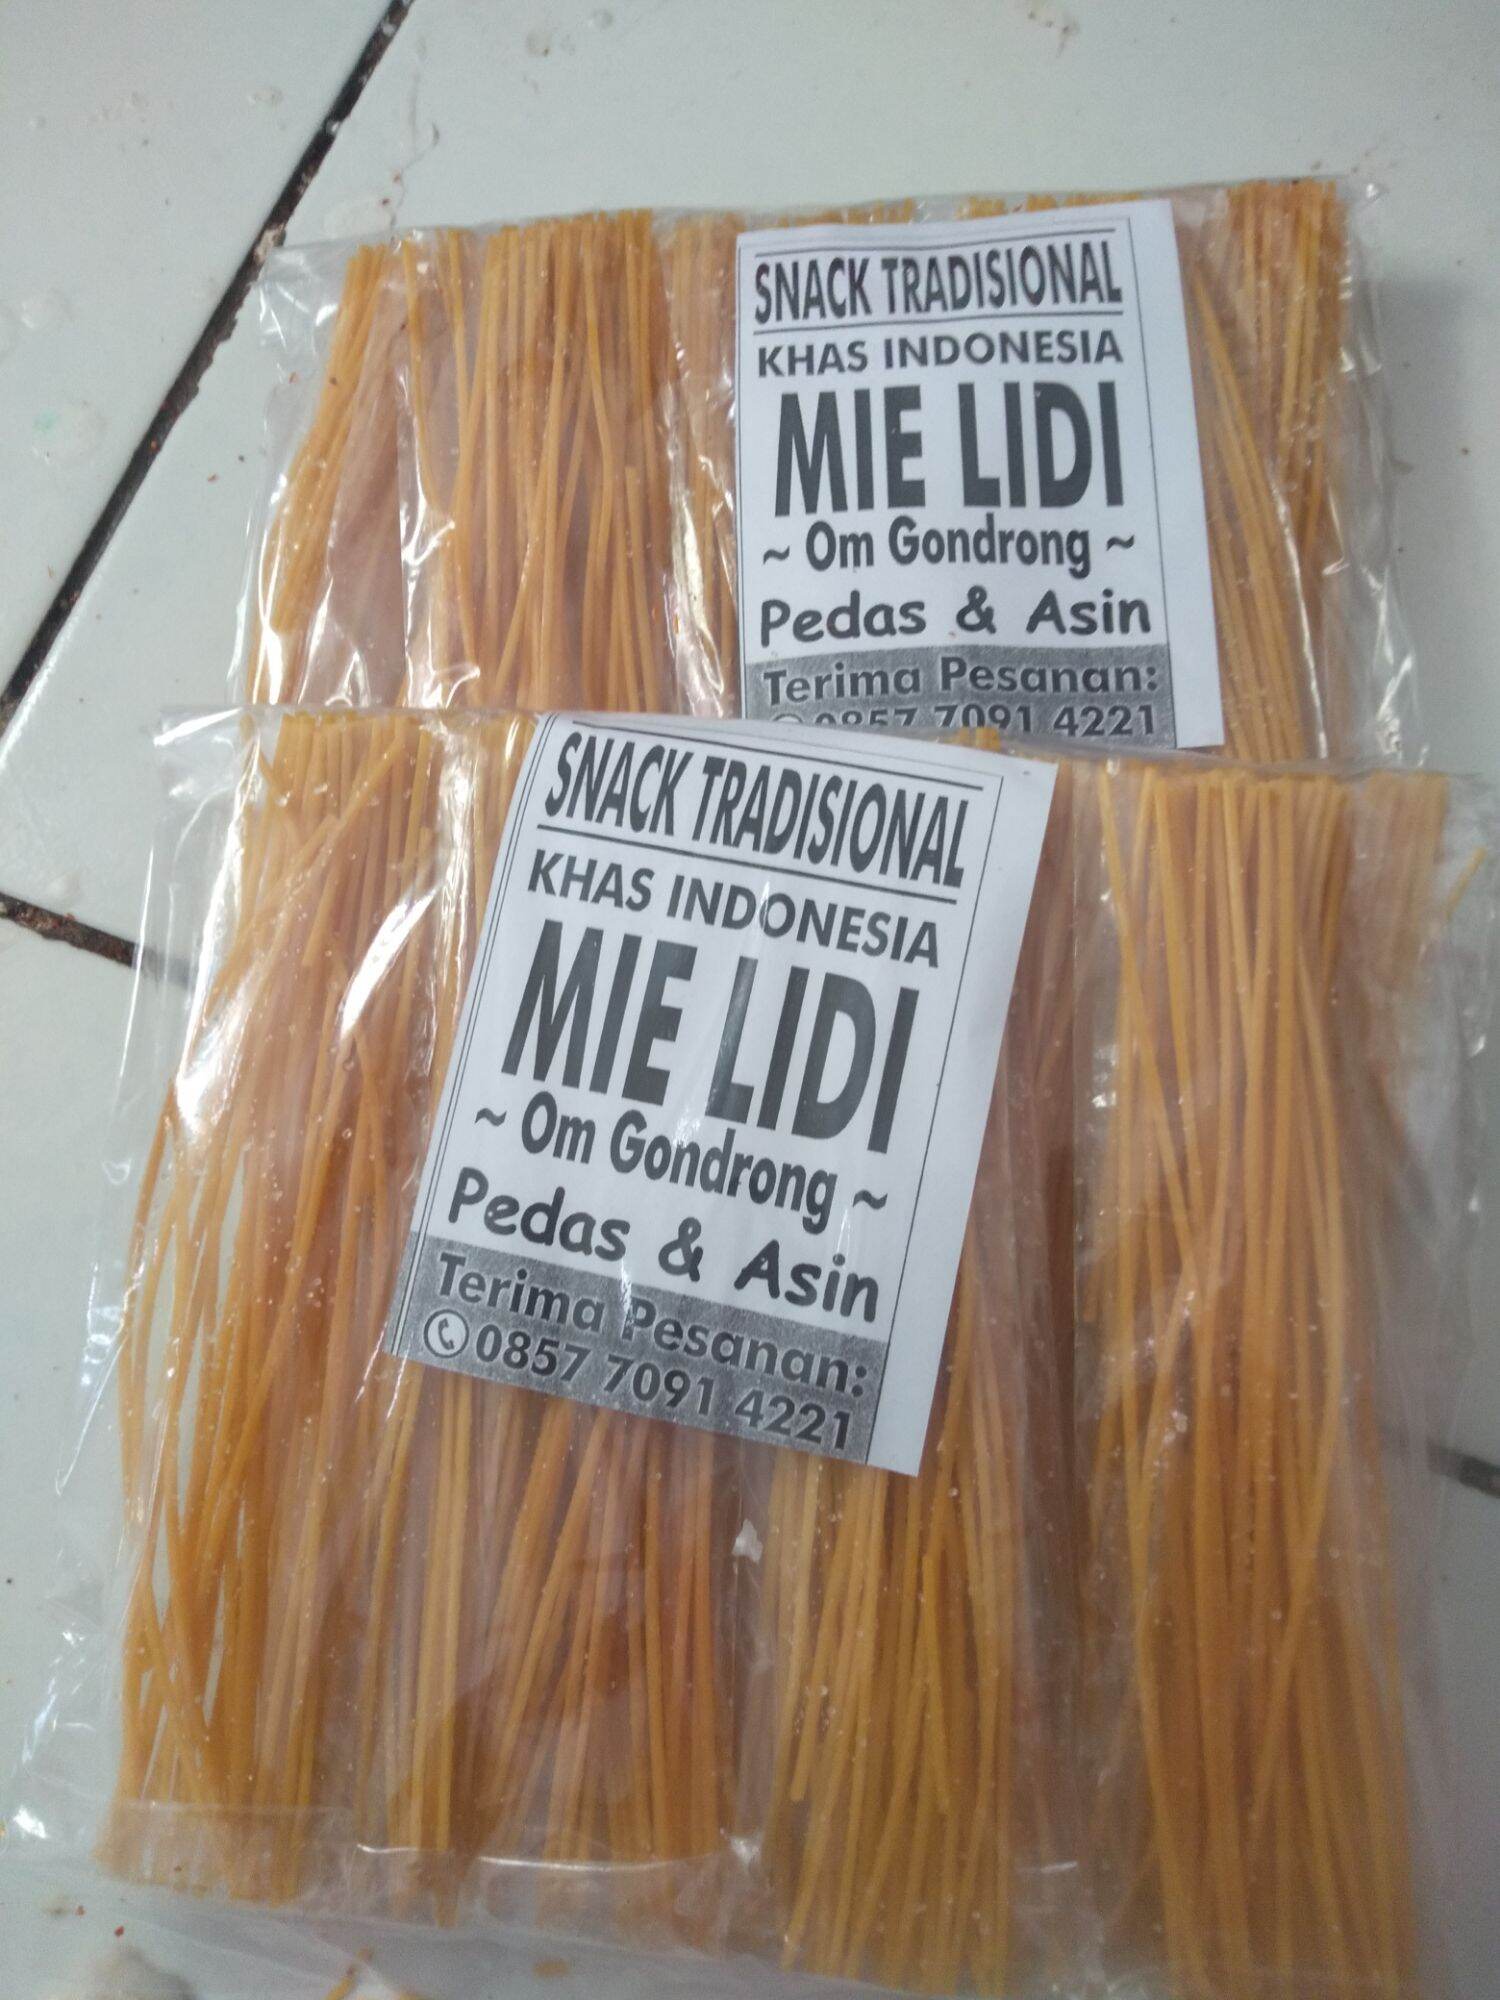 SNACK TRADISIONAL
KHAS INDONESIA
MIE LIDI
~ Om Gondrong ~
Pedas & Asin
Terima Pesanan:
0857 7091 4221
SNACK TRADISIONAL
KHAS INDONESIA
MIE LIDI
~ Om Gondrong ~
Pedas & Asin
Terima Pesanan:
0857 7091 4221